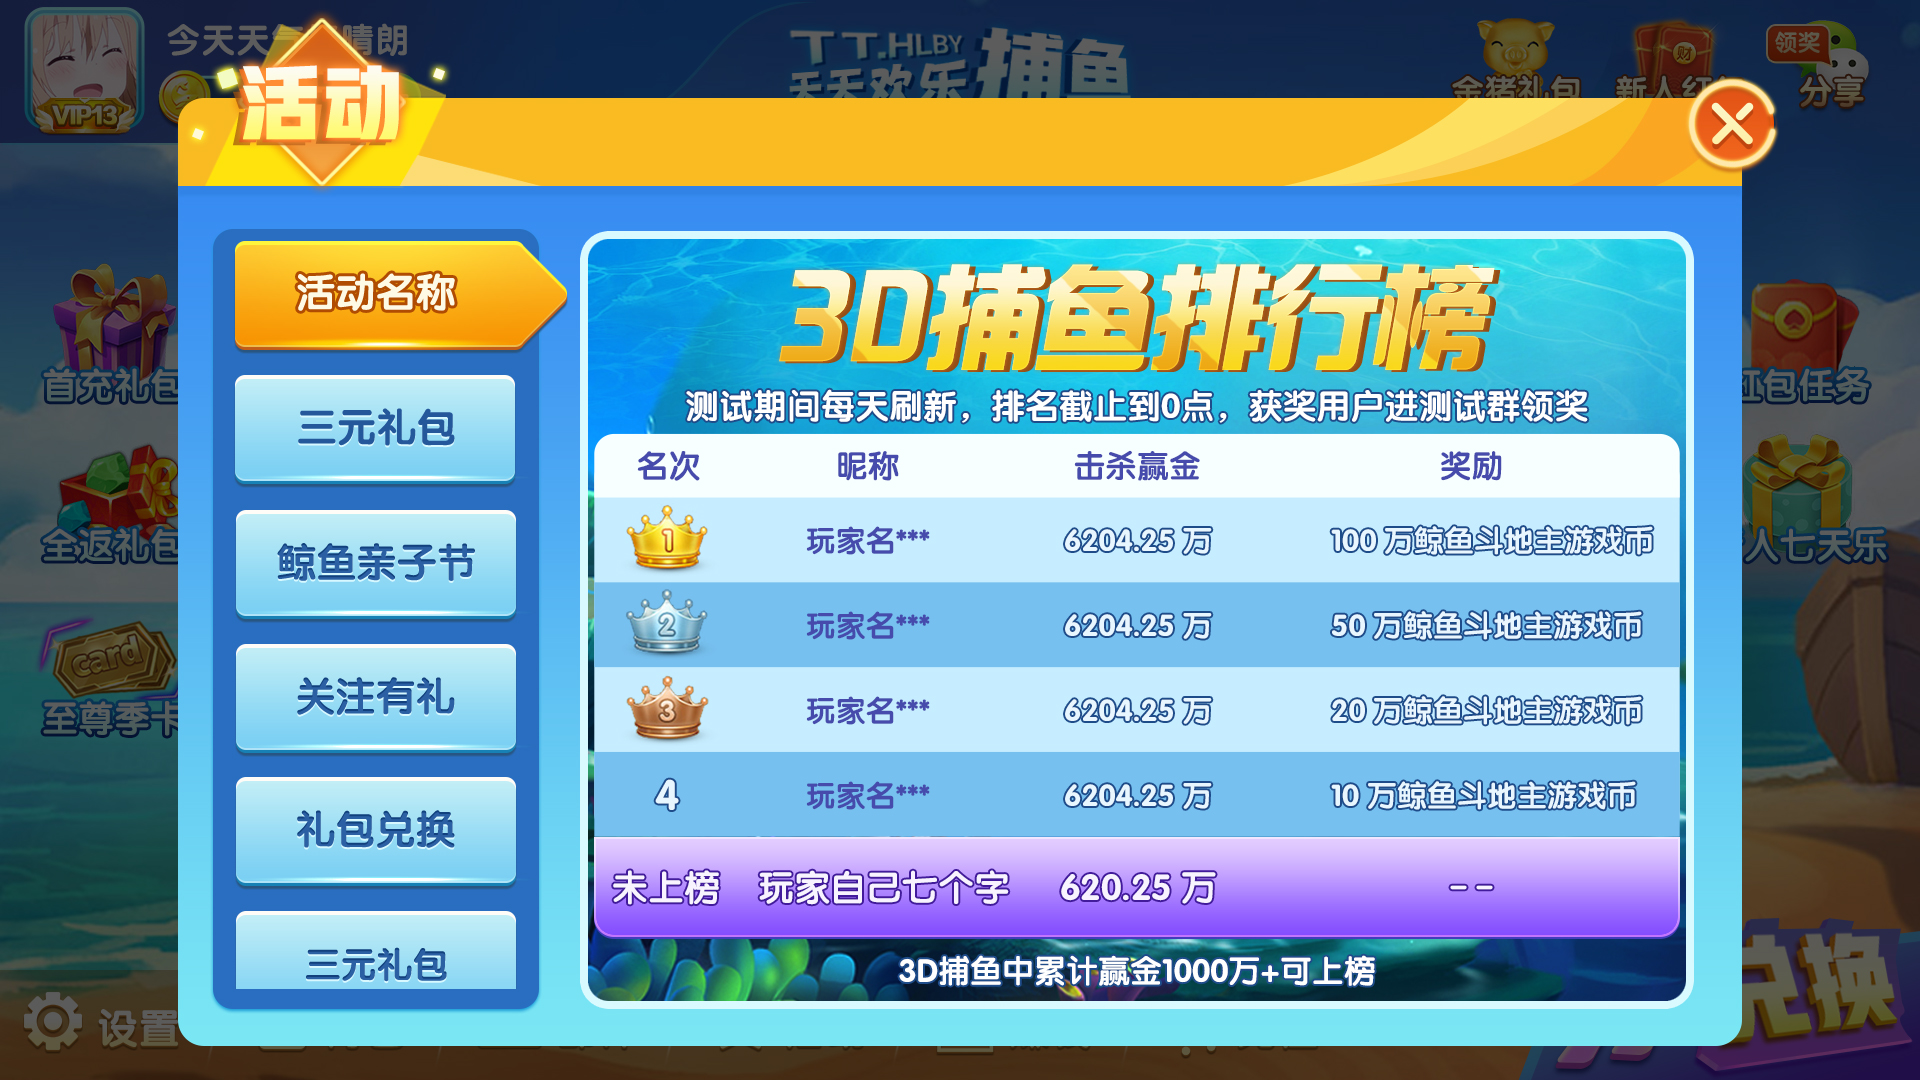 今天天
晴朗
VIP13
TT.HLBY
天天欢乐捕鱼
金猪礼包
新人红
财
领奖
分享
活动
活动名称
三元礼包
鲸鱼亲子节
关注有礼
礼包兑换
三元礼包
3D捕鱼排行榜
测试期间每天刷新，排名截止到0点，获奖用户进测试群领奖
名次 昵称 击杀赢金 奖励
1 玩家名*** 6204.25 万 100 万鲸鱼斗地主游戏币
2 玩家名*** 6204.25 万 50 万鲸鱼斗地主游戏币
3 玩家名*** 6204.25 万 20 万鲸鱼斗地主游戏币
4 玩家名*** 6204.25 万 10 万鲸鱼斗地主游戏币
未上榜 玩家自己七个字 620.25 万 --
3D捕鱼中累计赢金1000万+可上榜
首充礼包
全返礼包
card
至尊季卡
设置
红包任务
人七天乐
兑换